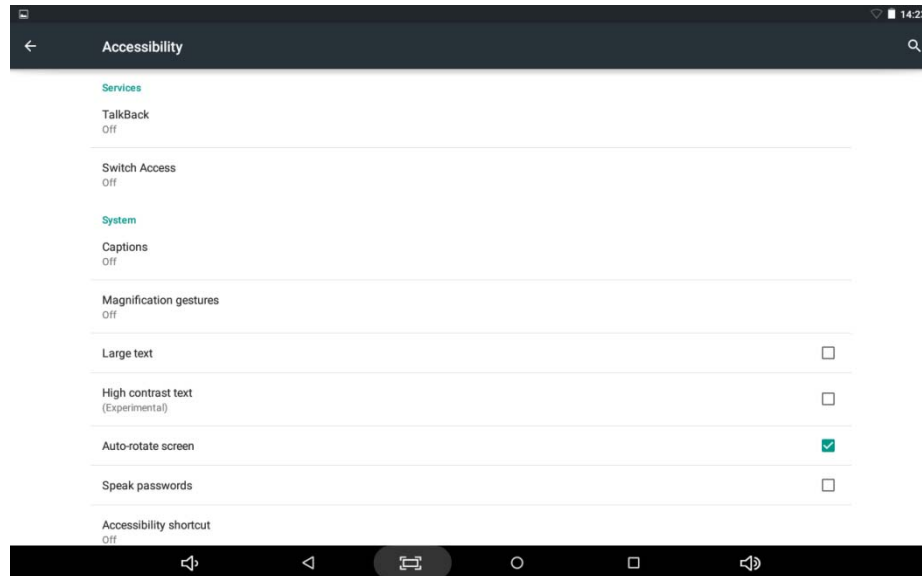 14:22
Accessibility
Services
TalkBack
Off
Switch Access
Off
System
Captions
Off
Magnification gestures
Off
Large text
High contrast text
(Experimental)
Auto-rotate screen
Speak passwords
Accessibility shortcut
Off